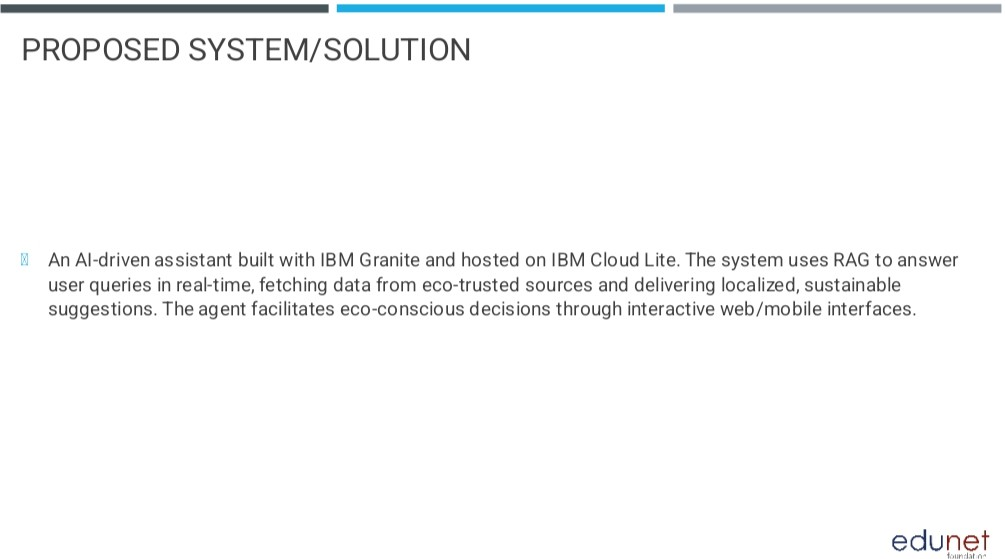 PROPOSED SYSTEM/SOLUTION
An AI-driven assistant built with IBM Granite and hosted on IBM Cloud Lite. The system uses RAG to answer
user queries in real-time, fetching data from eco-trusted sources and delivering localized, sustainable
suggestions. The agent facilitates eco-conscious decisions through interactive web/mobile interfaces.
edunet
foundation